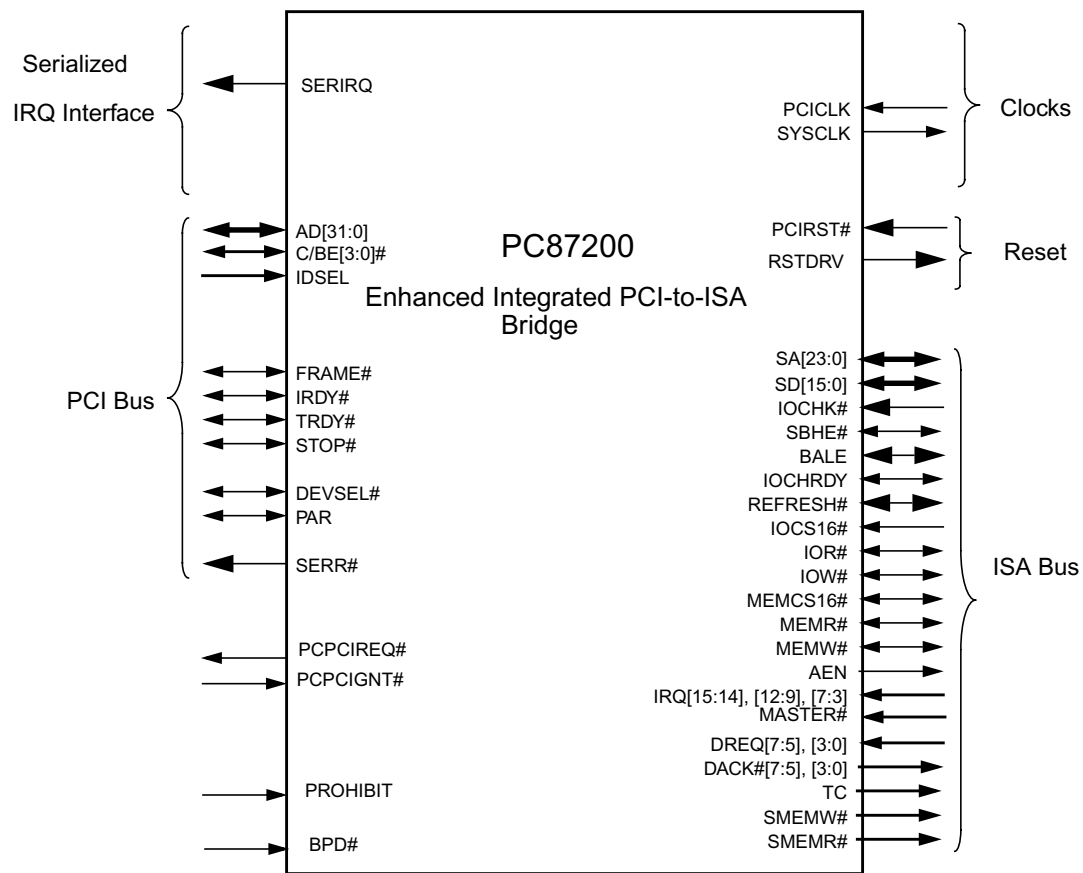 Serialized
IRQ Interface
SERIRQ
PCICLK
SYSCLK
Clocks
AD[31:0]
C/BE[3:0]#
IDSEL
PC87200
Enhanced Integrated PCI-to-ISA
Bridge
PCIRST#
RSTDRV
Reset
PCI Bus
FRAME#
IRDY#
TRDY#
STOP#
DEVSEL#
PAR
SERR#
PCPCIREQ#
PCPCIGNT#
PROHIBIT
BPD#
SA[23:0]
SD[15:0]
IOCHK#
SBHE#
BALE
IOCHRDY
REFRESH#
IOCS16#
IOR#
IOW#
MEMCS16#
MEMR#
MEMW#
AEN
IRQ[15:14], [12:9], [7:3]
MASTER#
DREQ[7:5], [3:0]
DACK#[7:5], [3:0]
TC
SMEMW#
SMEMR#
ISA Bus